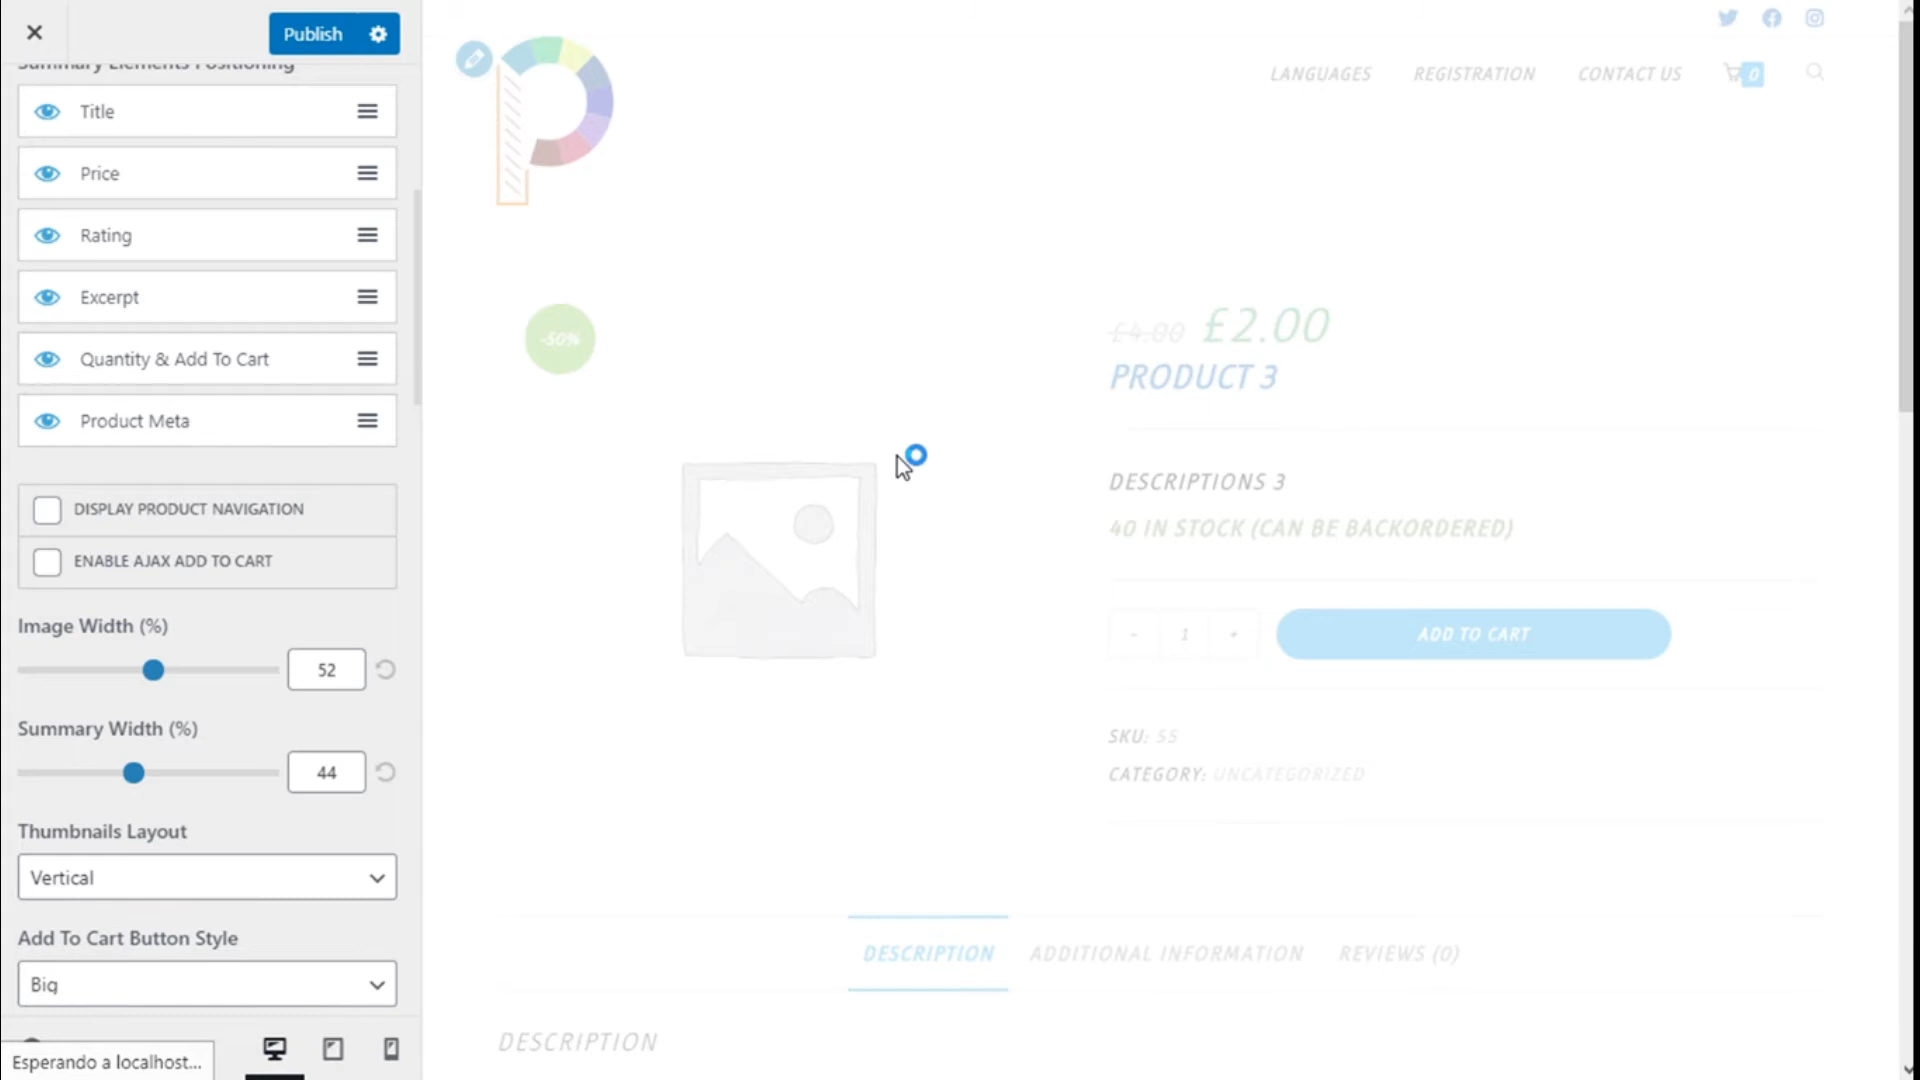 Publish
Summary Elements Positioning
Title
Price
Rating
Excerpt
Quantity & Add To Cart
Product Meta
DISPLAY PRODUCT NAVIGATION
ENABLE AJAX ADD TO CART
Image Width (%)
52
Summary Width (%)
44
Thumbnails Layout
Vertical
Add To Cart Button Style
Big
Esperando a localhost...
LANGUAGES
REGISTRATION
CONTACT US
0
-50%
£4.00 £2.00
PRODUCT 3
DESCRIPTIONS 3
40 IN STOCK (CAN BE BACKORDERED)
- 1 +
ADD TO CART
SKU: 55
CATEGORY: UNCATEGORIZED
DESCRIPTION
ADDITIONAL INFORMATION
REVIEWS (0)
DESCRIPTION